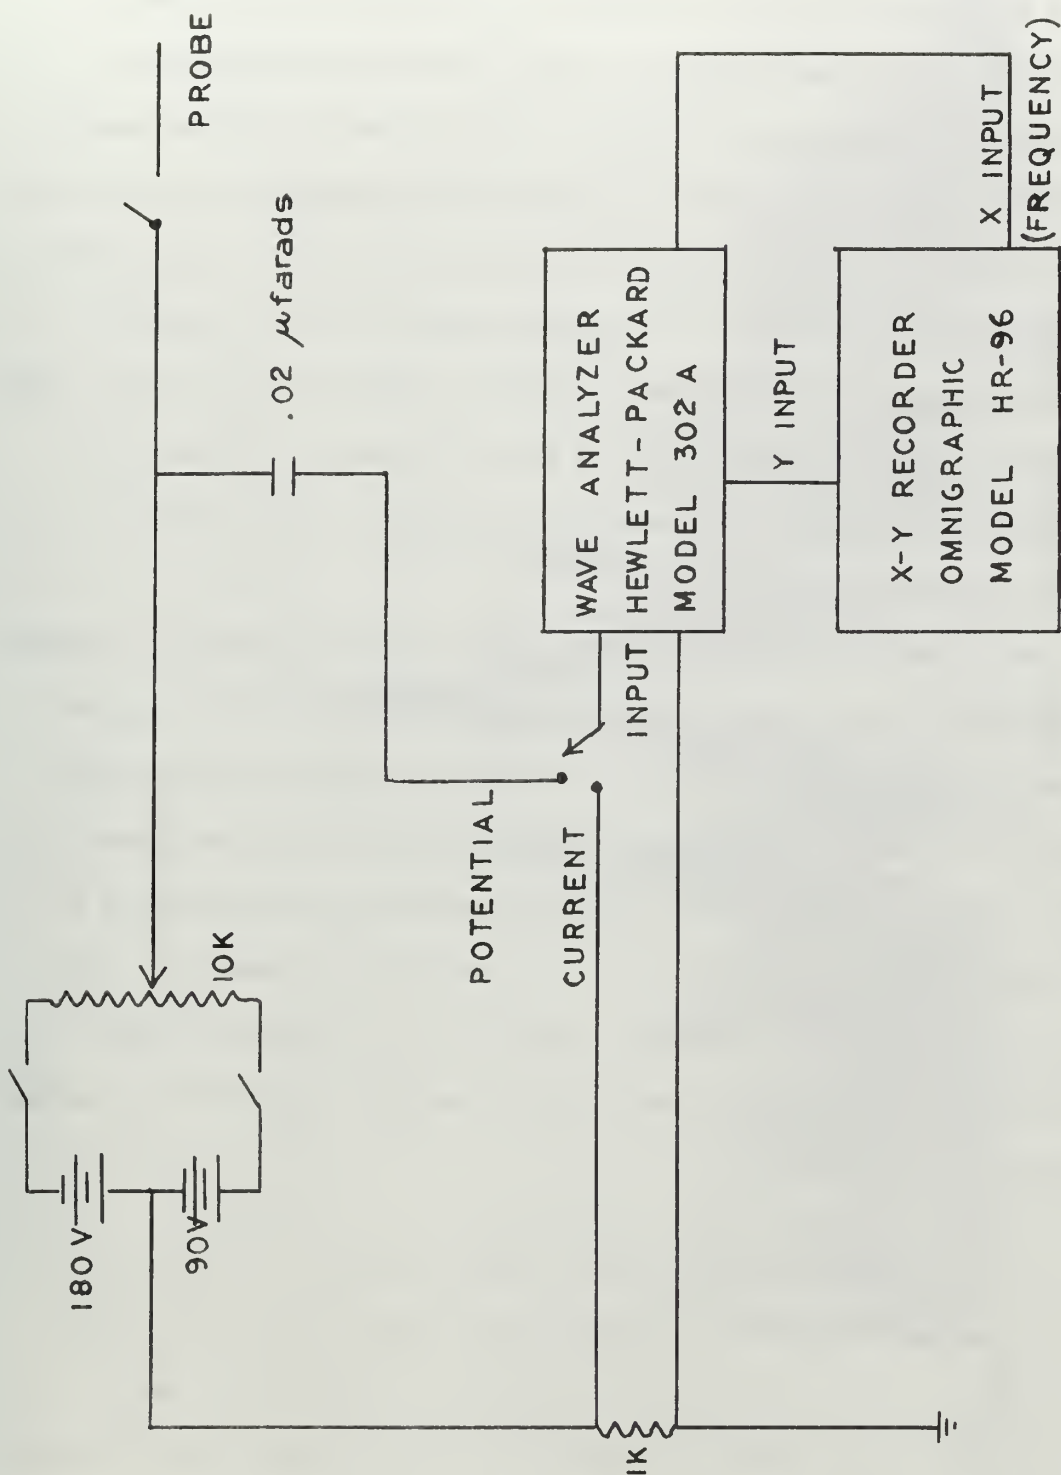 PROBE
.02 μfarads
10K
180V
90V
POTENTIAL
CURRENT
INPUT
WAVE ANALYZER
HEWLETT-PACKARD
MODEL 302 A
Y INPUT
X INPUT
(FREQUENCY)
X-Y RECORDER
OMNIGRAPHIC
MODEL HR-96
1K